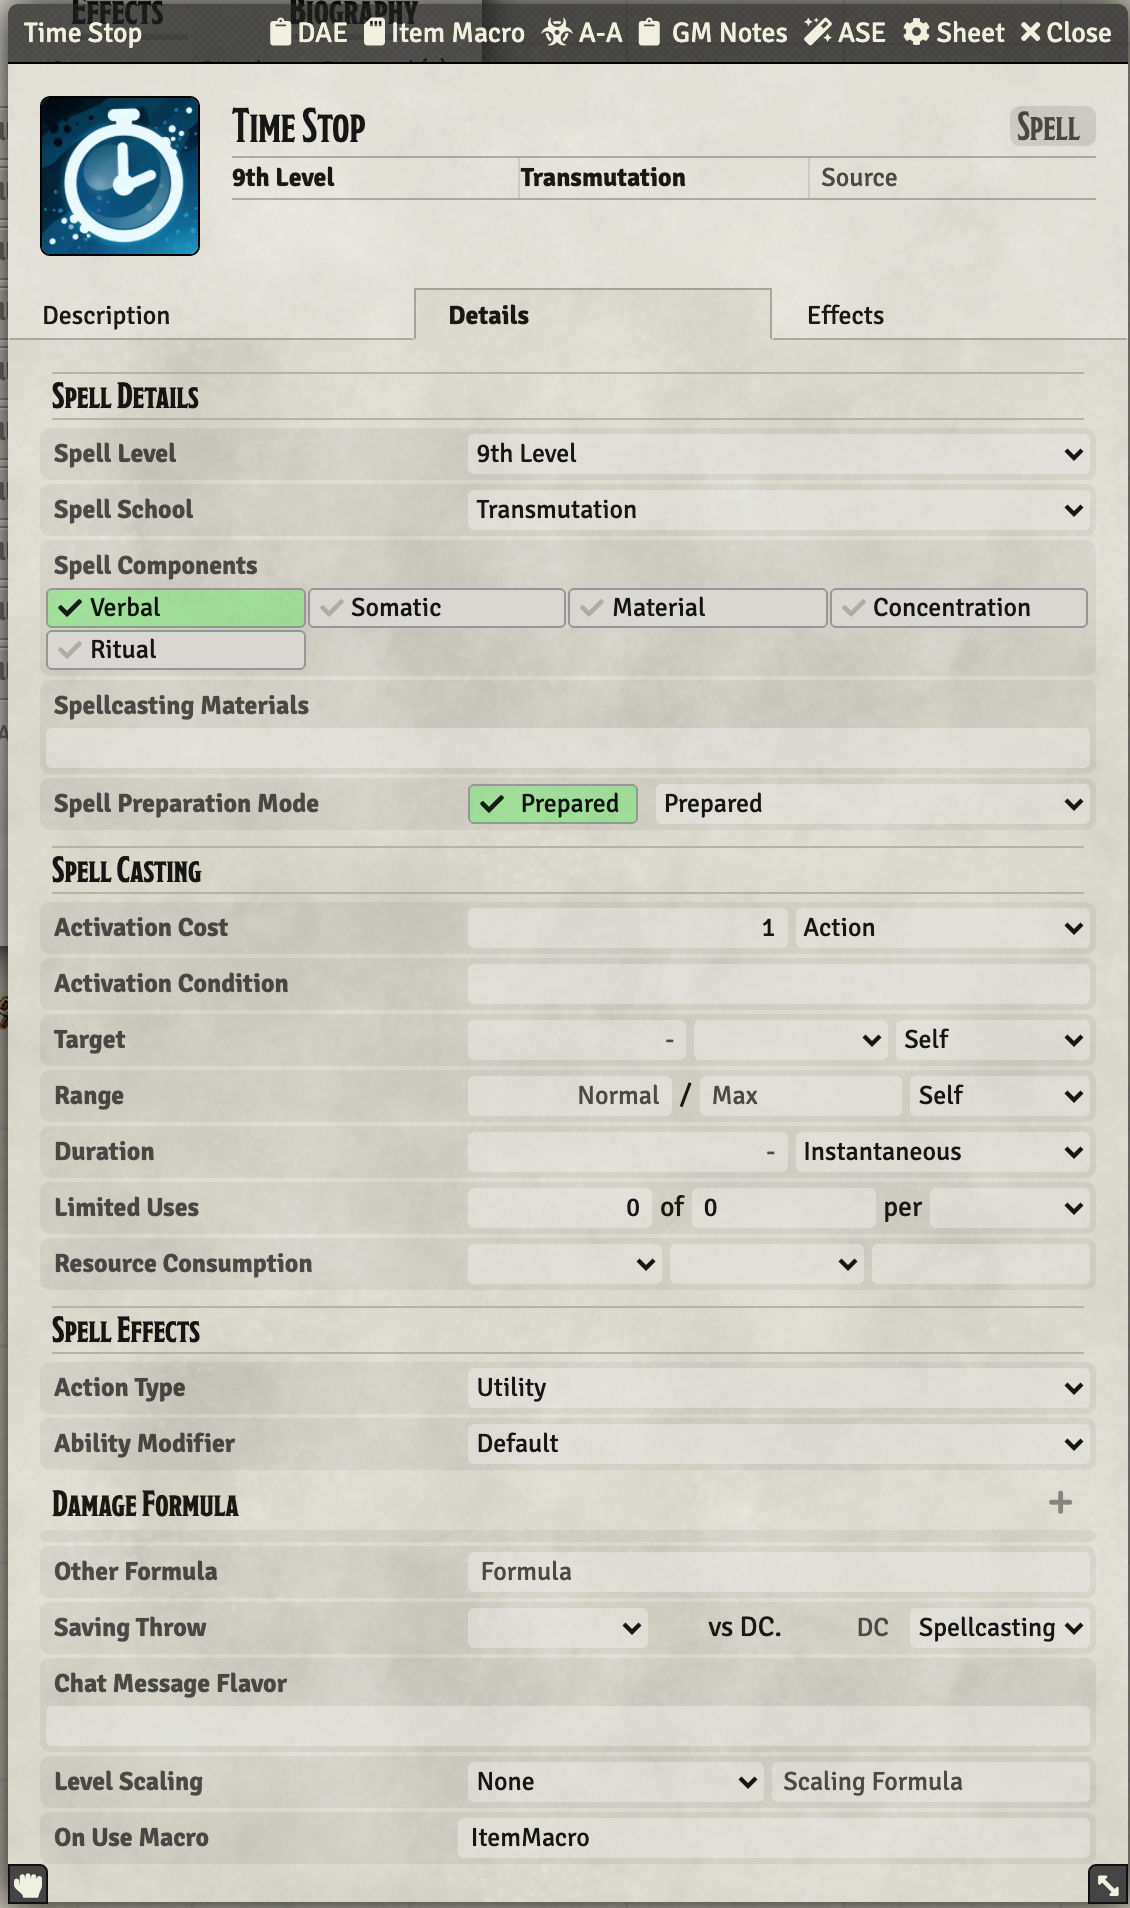 EFFECTS BIOGRAPHY
Time Stop DAE Item Macro A-A GM Notes ASE Sheet Close
Time Stop Spell
9th Level Transmutation Source
Description Details Effects
Spell Details
Spell Level 9th Level
Spell School Transmutation
Spell Components
Verbal Somatic Material Concentration
Ritual
Spellcasting Materials
Spell Preparation Mode Prepared Prepared
Spell Casting
Activation Cost 1 Action
Activation Condition
Target - Self
Range Normal / Max Self
Duration - Instantaneous
Limited Uses 0 of 0 per
Resource Consumption
Spell Effects
Action Type Utility
Ability Modifier Default
Damage Formula
Other Formula Formula
Saving Throw vs DC. DC Spellcasting
Chat Message Flavor
Level Scaling None Scaling Formula
On Use Macro ItemMacro